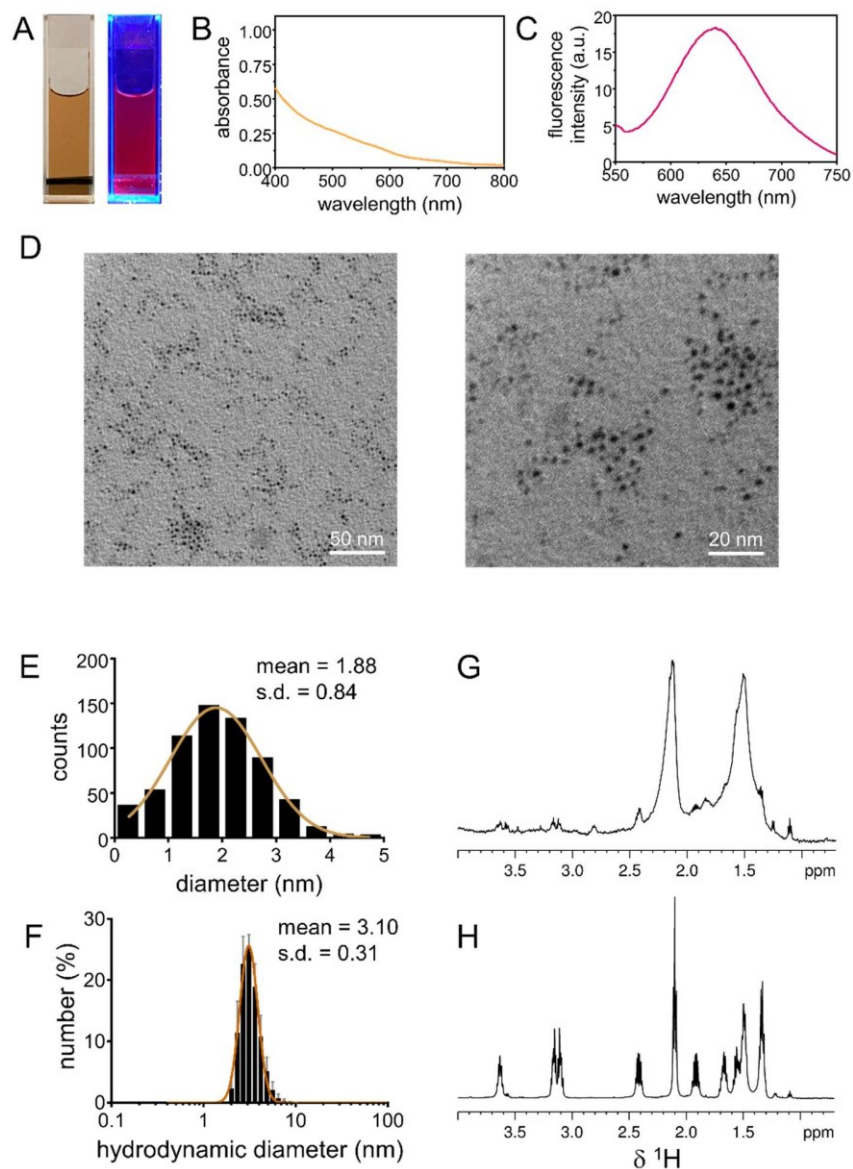 A
B
1.00
0.75
0.50
0.25
0.00
absorbance
400 500 600 700 800
wavelength (nm)
C
20
15
10
5
0
fluorescence
intensity (a.u.)
550 600 650 700 750
wavelength (nm)
D
50 nm
20 nm
E
200
150
100
50
0
counts
mean = 1.88
s.d. = 0.84
0 1 2 3 4 5
diameter (nm)
F
30
20
10
0
number (%)
mean = 3.10
s.d. = 0.31
0.1 1 10 100
hydrodynamic diameter (nm)
G
3.5 3.0 2.5 2.0 1.5 ppm
H
3.5 3.0 2.5 2.0 1.5 ppm
δ ¹H